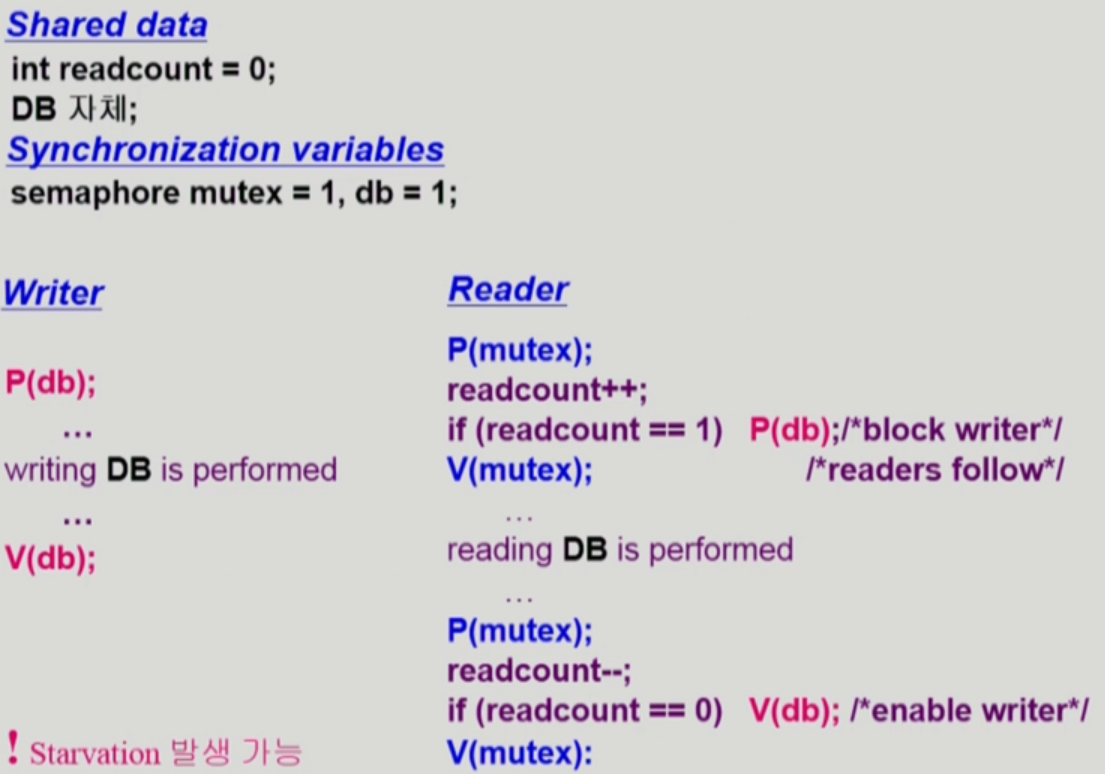 Shared data
int readcount = 0;
DB 자체;
Synchronization variables
semaphore mutex = 1, db = 1;
Writer
P(db);
...
writing DB is performed
...
V(db);
! Starvation 발생 가능
Reader
P(mutex);
readcount++;
if (readcount == 1) P(db);/*block writer*/
V(mutex); /*readers follow*/
...
reading DB is performed
...
P(mutex);
readcount--;
if (readcount == 0) V(db); /*enable writer*/
V(mutex):